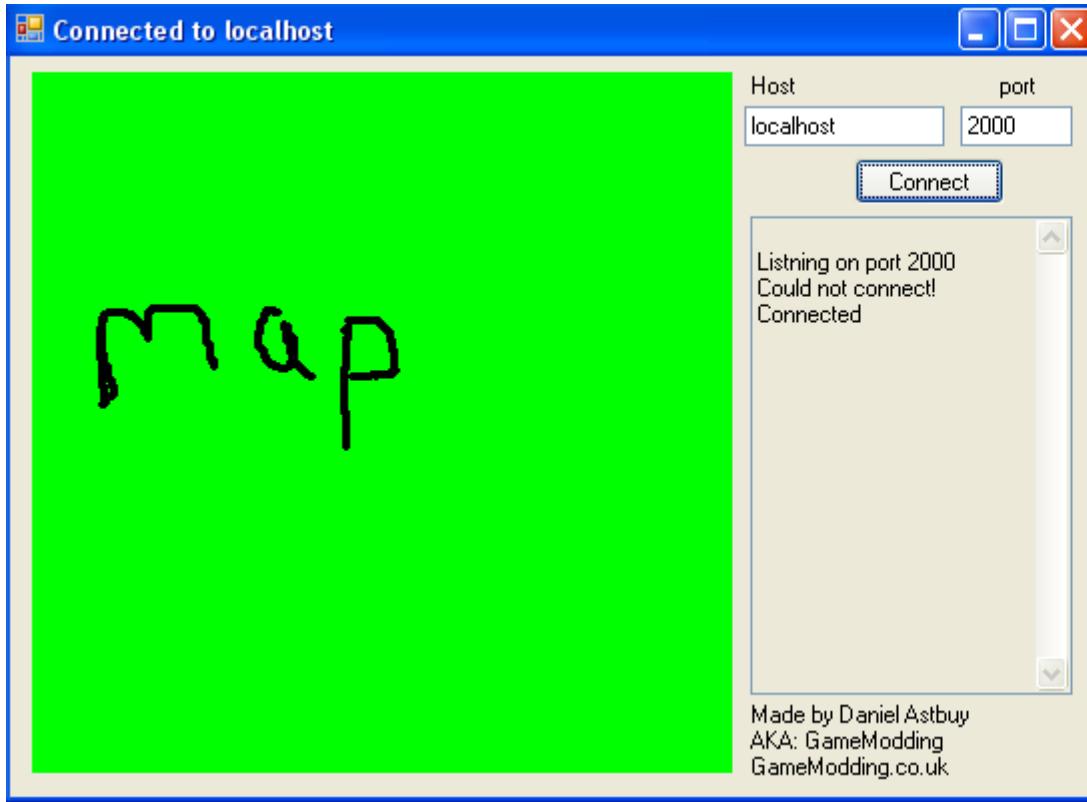 Connected to localhost
Host port
localhost 2000
Connect
Listning on port 2000
Could not connect!
Connected
map
Made by Daniel Astbuy
AKA: GameModding
GameModding.co.uk